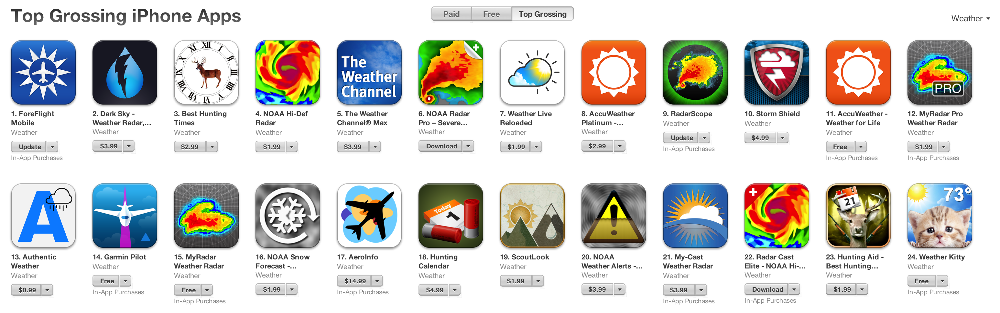 Top Grossing iPhone Apps
Paid
Free
Top Grossing
Weather
The
Weather
Channel
PRO
XII
I
II
III
IIII
V
VI
VII
VIII
IX
X
XI
1. ForeFlight
Mobile
Weather
Update
In-App Purchases
2. Dark Sky -
Weather Radar,...
Weather
$3.99
3. Best Hunting
Times
Weather
$2.99
4. NOAA Hi-Def
Radar
Weather
$1.99
5. The Weather
Channel® Max
Weather
$3.99
6. NOAA Radar
Pro – Severe...
Weather
Download
7. Weather Live
Reloaded
Weather
$1.99
8. AccuWeather
Platinum -...
Weather
$2.99
9. RadarScope
Weather
Update
In-App Purchases
10. Storm Shield
Weather
$4.99
11. AccuWeather -
Weather for Life
Weather
Free
In-App Purchases
12. MyRadar Pro
Weather Radar
Weather
$1.99
In-App Purchases
A
Today
1
21
73°
13. Authentic
Weather
Weather
$0.99
14. Garmin Pilot
Weather
Free
In-App Purchases
15. MyRadar
Weather Radar
Weather
Free
In-App Purchases
16. NOAA Snow
Forecast -...
Weather
$1.99
17. AeroInfo
Weather
$14.99
In-App Purchases
18. Hunting
Calendar
Weather
$4.99
19. ScoutLook
Weather
$1.99
20. NOAA
Weather Alerts -...
Weather
$3.99
21. My-Cast
Weather Radar
Weather
$3.99
In-App Purchases
22. Radar Cast
Elite - NOAA Hi-...
Weather
Download
In-App Purchases
23. Hunting Aid -
Best Hunting...
Weather
$1.99
24. Weather Kitty
Weather
Free
In-App Purchases